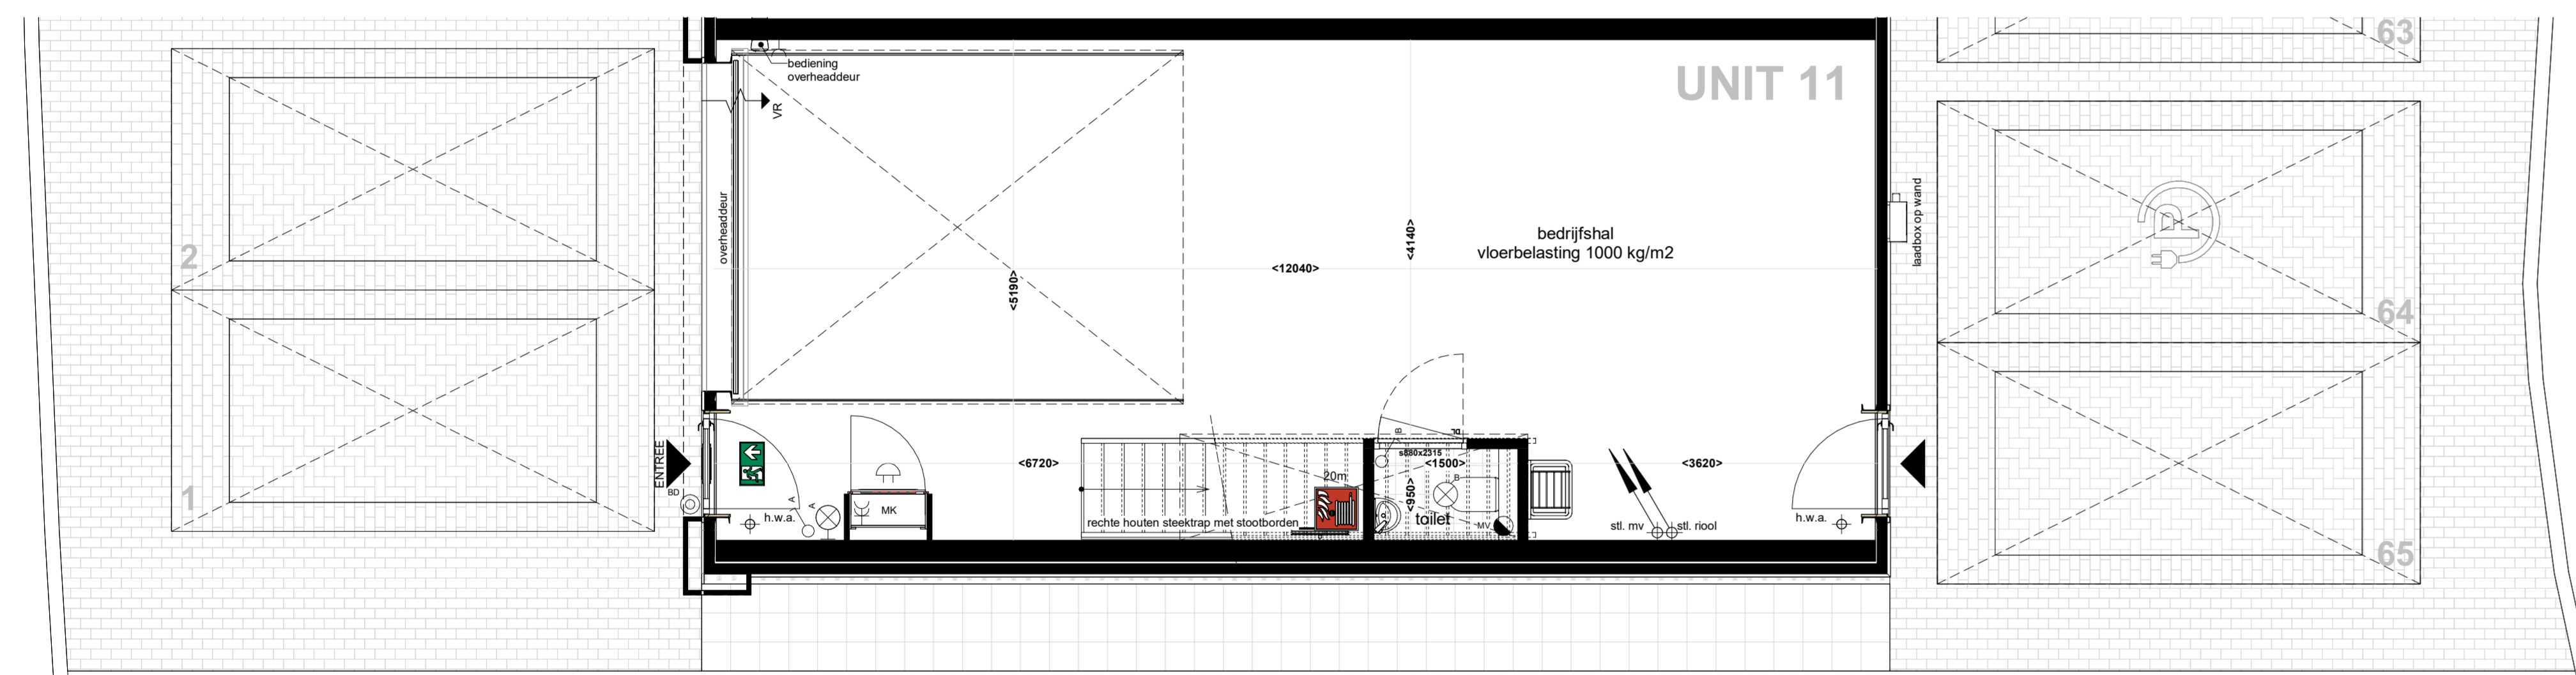 63
bediening
overheaddeur
UNIT 11
VR
overheaddeur
laadbox op wand
P
bedrijfshal
vloerbelasting 1000 kg/m2
<4140>
<12040>
<5190>
2
64
ENTREE
BD
A
A
h.w.a.
MK
<6720>
rechte houten steektrap met stootborden
20m
B
s880x2315
<1500>
<950>
B
toilet
MV
<3620>
stl. mv
stl. riool
h.w.a.
1
65